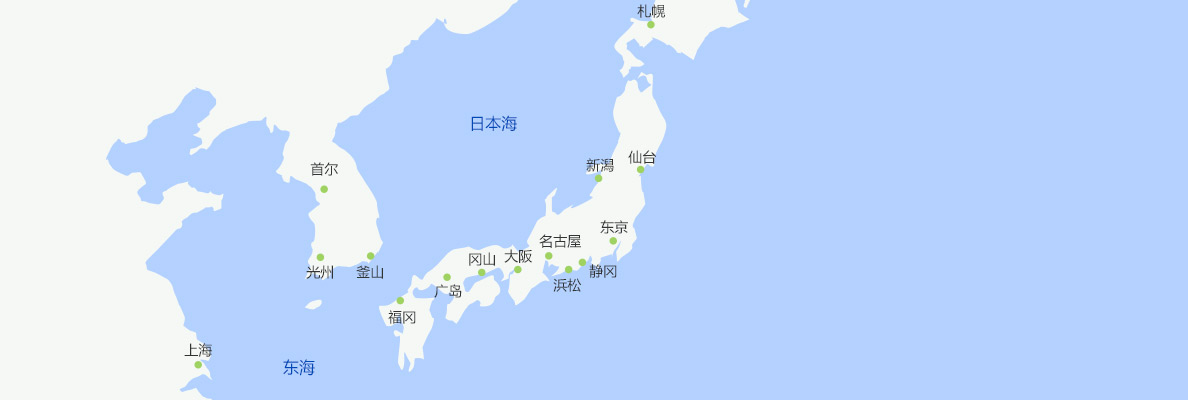 札幌
日本海
仙台
新潟
首尔
东京
名古屋
大阪
冈山
光州
釜山
静冈
浜松
广岛
福冈
上海
东海